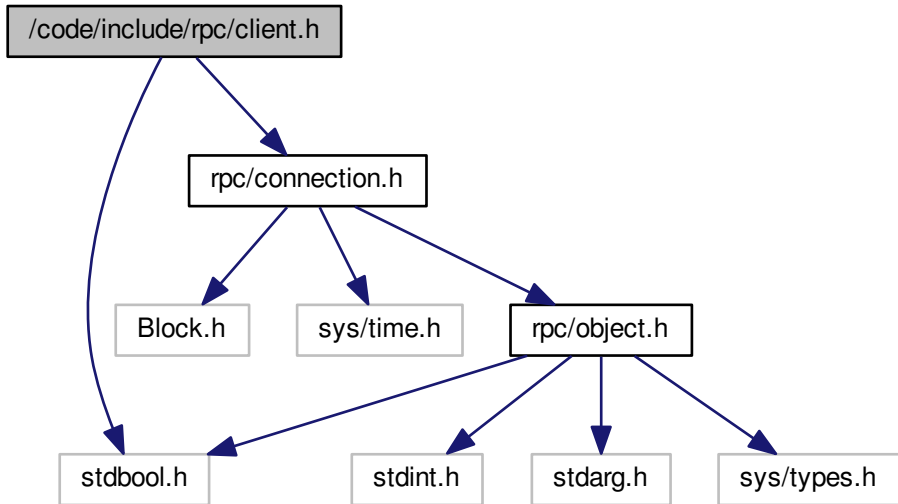 /code/include/rpc/client.h
rpc/connection.h
Block.h
sys/time.h
rpc/object.h
stdbool.h
stdint.h
stdarg.h
sys/types.h